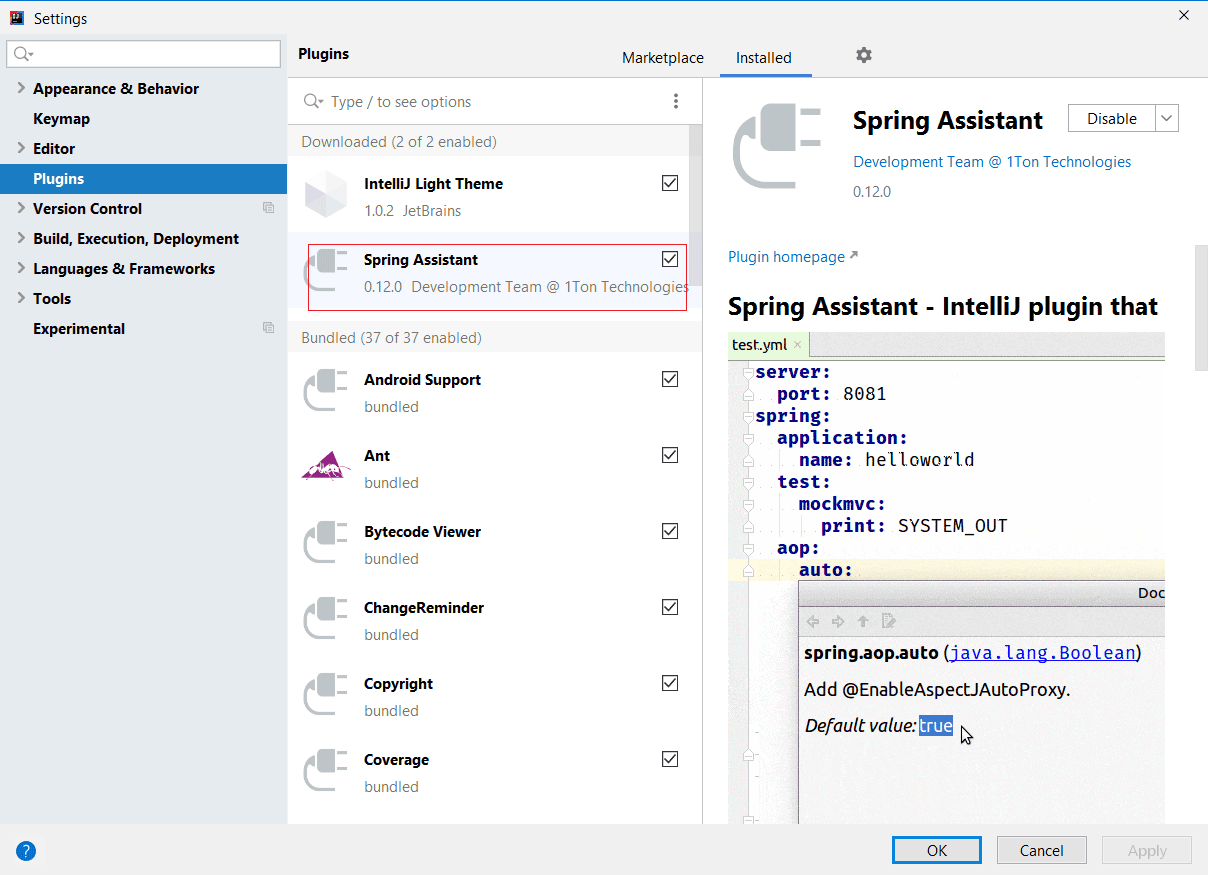 Settings
Appearance & Behavior
Keymap
Editor
Plugins
Version Control
Build, Execution, Deployment
Languages & Frameworks
Tools
Experimental
Plugins
Marketplace
Installed
Type / to see options
Downloaded (2 of 2 enabled)
IntelliJ Light Theme
1.0.2 JetBrains
Spring Assistant
0.12.0 Development Team @ 1Ton Technologies
Bundled (37 of 37 enabled)
Android Support
bundled
Ant
bundled
Bytecode Viewer
bundled
ChangeReminder
bundled
Copyright
bundled
Coverage
bundled
Spring Assistant
Disable
Development Team @ 1Ton Technologies
0.12.0
Plugin homepage
Spring Assistant - IntelliJ plugin that
test.yml
server:
port: 8081
spring:
application:
name: helloworld
test:
mockmvc:
print: SYSTEM_OUT
aop:
auto:
Doc
spring.aop.auto (java.lang.Boolean)
Add @EnableAspectJAutoProxy.
Default value: true
?
OK
Cancel
Apply